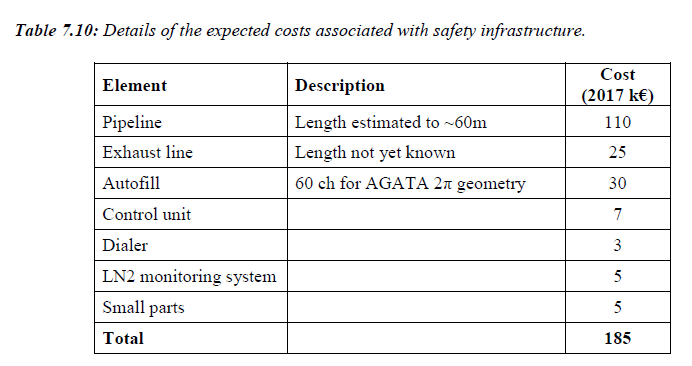 Table 7.10: Details of the expected costs associated with safety infrastructure.
Element Description Cost
(2017 k€)
Pipeline Length estimated to ~60m 110
Exhaust line Length not yet known 25
Autofill 60 ch for AGATA 2π geometry 30
Control unit 7
Dialer 3
LN2 monitoring system 5
Small parts 5
Total 185